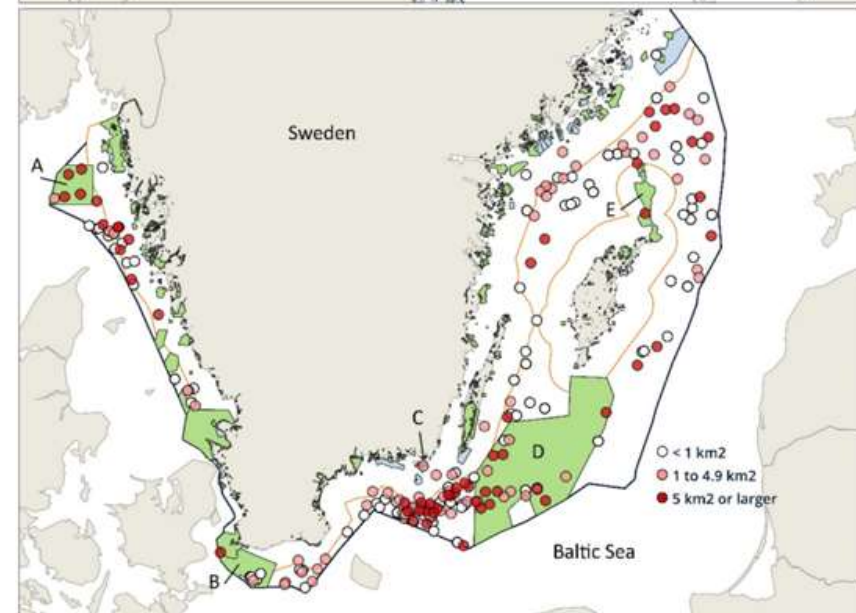 Sweden
A
E
C
D
< 1 km2
1 to 4.9 km2
5 km2 or larger
Baltic Sea
B